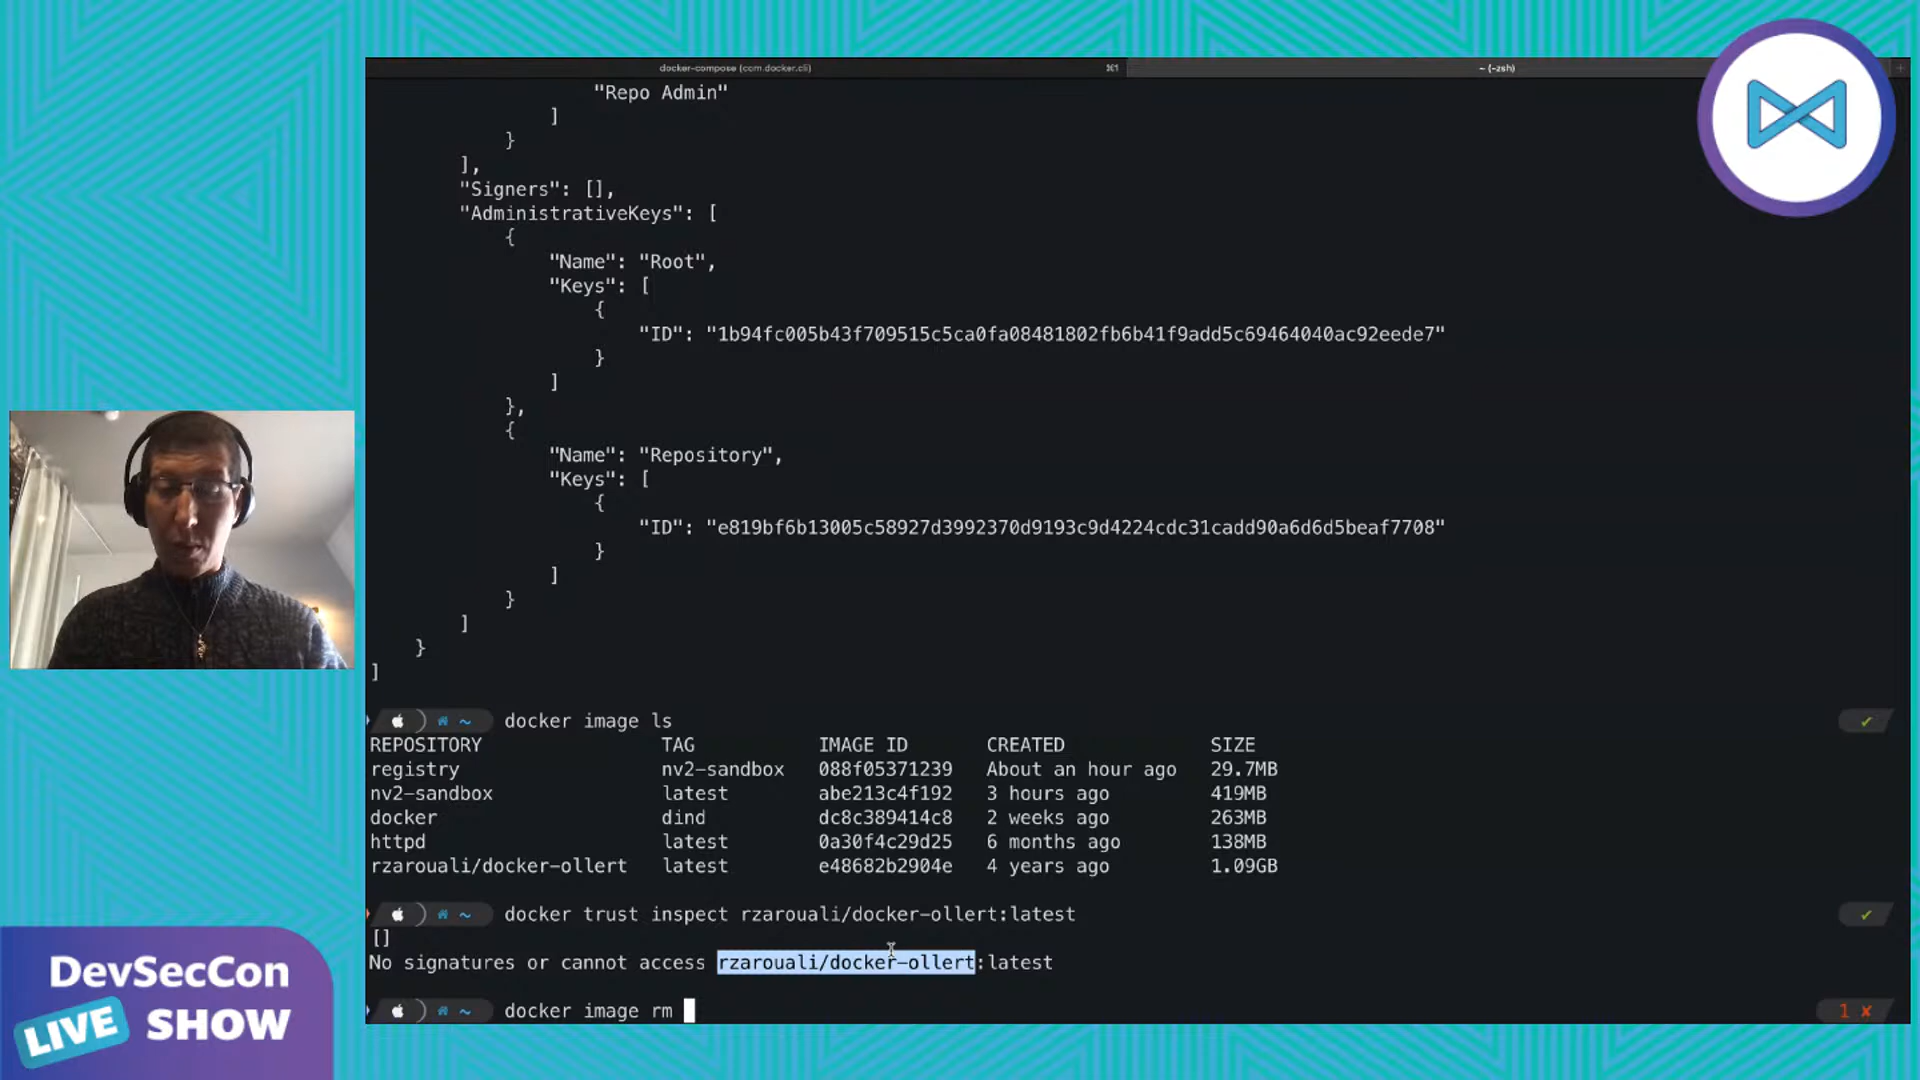 docker-compose (com.docker.cli)
⌘1
~ (-zsh)
"Repo Admin"
]
}
],
"Signers": [],
"AdministrativeKeys": [
{
"Name": "Root",
"Keys": [
{
"ID": "1b94fc005b43f709515c5ca0fa08481802fb6b41f9add5c69464040ac92eede7"
}
]
},
{
"Name": "Repository",
"Keys": [
{
"ID": "e819bf6b13005c58927d3992370d9193c9d4224cdc31cadd90a6d6d5beaf7708"
}
]
}
]
}
]
~ docker image ls ✔
REPOSITORY TAG IMAGE ID CREATED SIZE
registry nv2-sandbox 088f05371239 About an hour ago 29.7MB
nv2-sandbox latest abe213c4f192 3 hours ago 419MB
docker dind dc8c389414c8 2 weeks ago 263MB
httpd latest 0a30f4c29d25 6 months ago 138MB
rzarouali/docker-ollert latest e48682b2904e 4 years ago 1.09GB
~ docker trust inspect rzarouali/docker-ollert:latest ✔
[]
No signatures or cannot access rzarouali/docker-ollert:latest
~ docker image rm 1 ✘
DevSecCon
LIVE SHOW